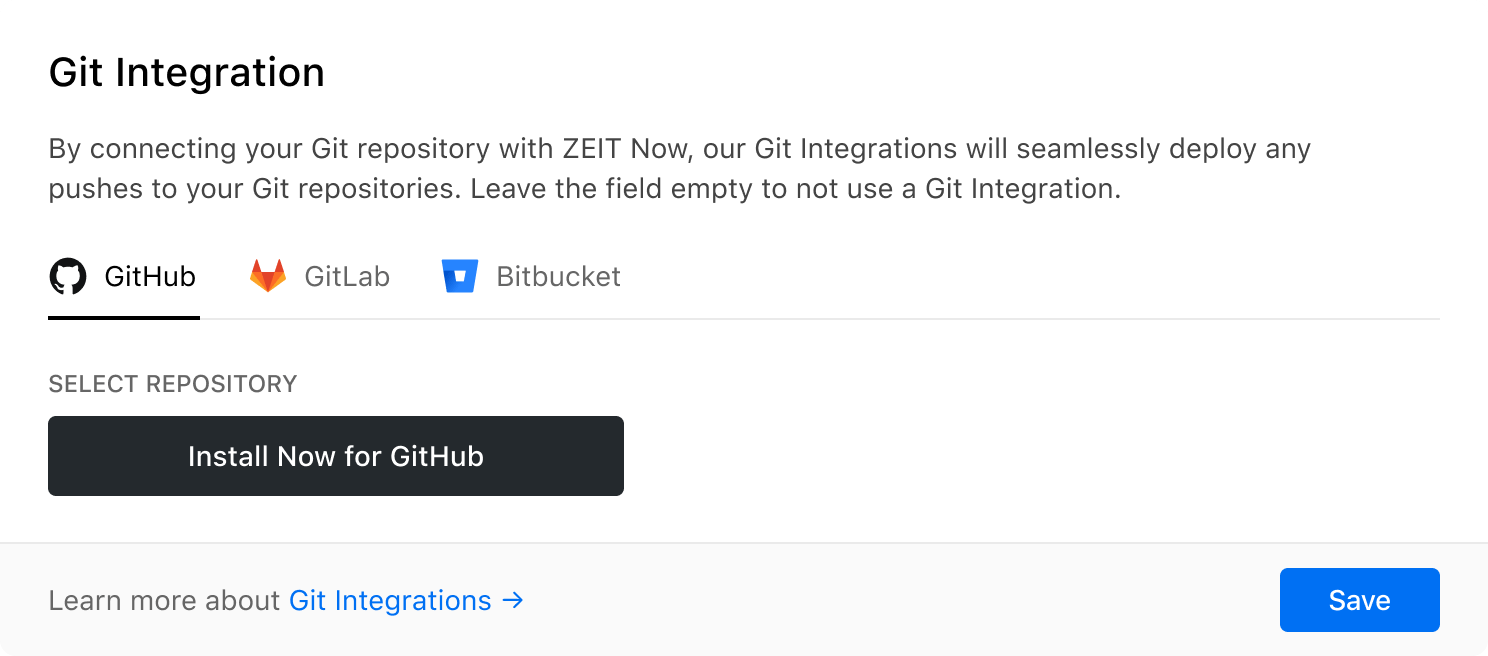 Git Integration
By connecting your Git repository with ZEIT Now, our Git Integrations will seamlessly deploy any
pushes to your Git repositories. Leave the field empty to not use a Git Integration.
GitHub GitLab Bitbucket
SELECT REPOSITORY
Install Now for GitHub
Learn more about Git Integrations → Save